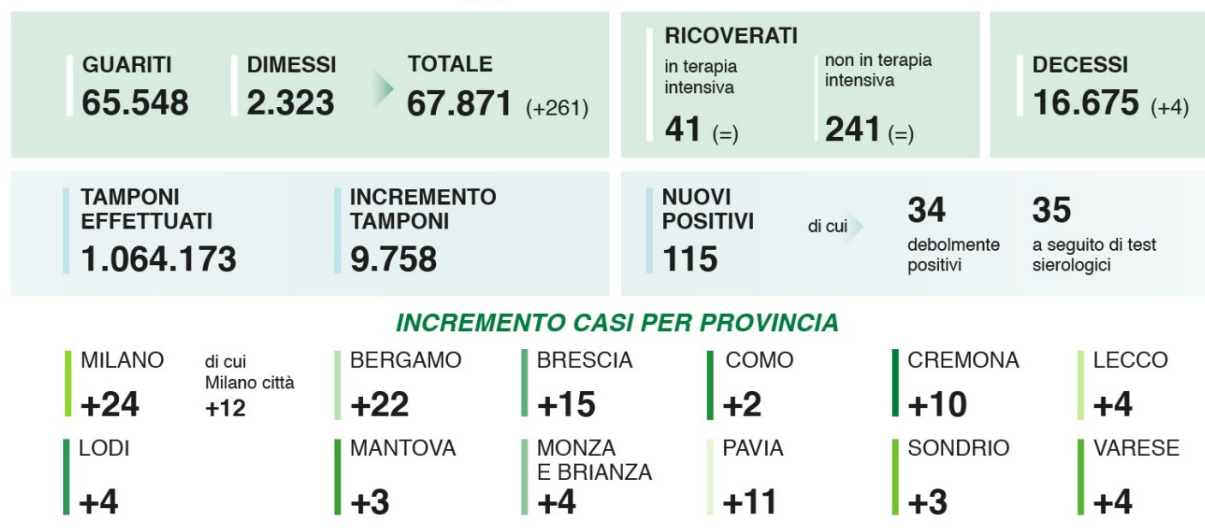 GUARITI
65.548
DIMESSI
2.323
TOTALE
67.871 (+261)
RICOVERATI
in terapia
intensiva
41 (=)
non in terapia
intensiva
241 (=)
DECESSI
16.675 (+4)
TAMPONI
EFFETTUATI
1.064.173
INCREMENTO
TAMPONI
9.758
NUOVI
POSITIVI
115
di cui
34
debolmente
positivi
35
a seguito di test
sierologici
INCREMENTO CASI PER PROVINCIA
MILANO
+24
di cui
Milano città
+12
BERGAMO
+22
BRESCIA
+15
COMO
+2
CREMONA
+10
LECCO
+4
LODI
+4
MANTOVA
+3
MONZA
E BRIANZA
+4
PAVIA
+11
SONDRIO
+3
VARESE
+4